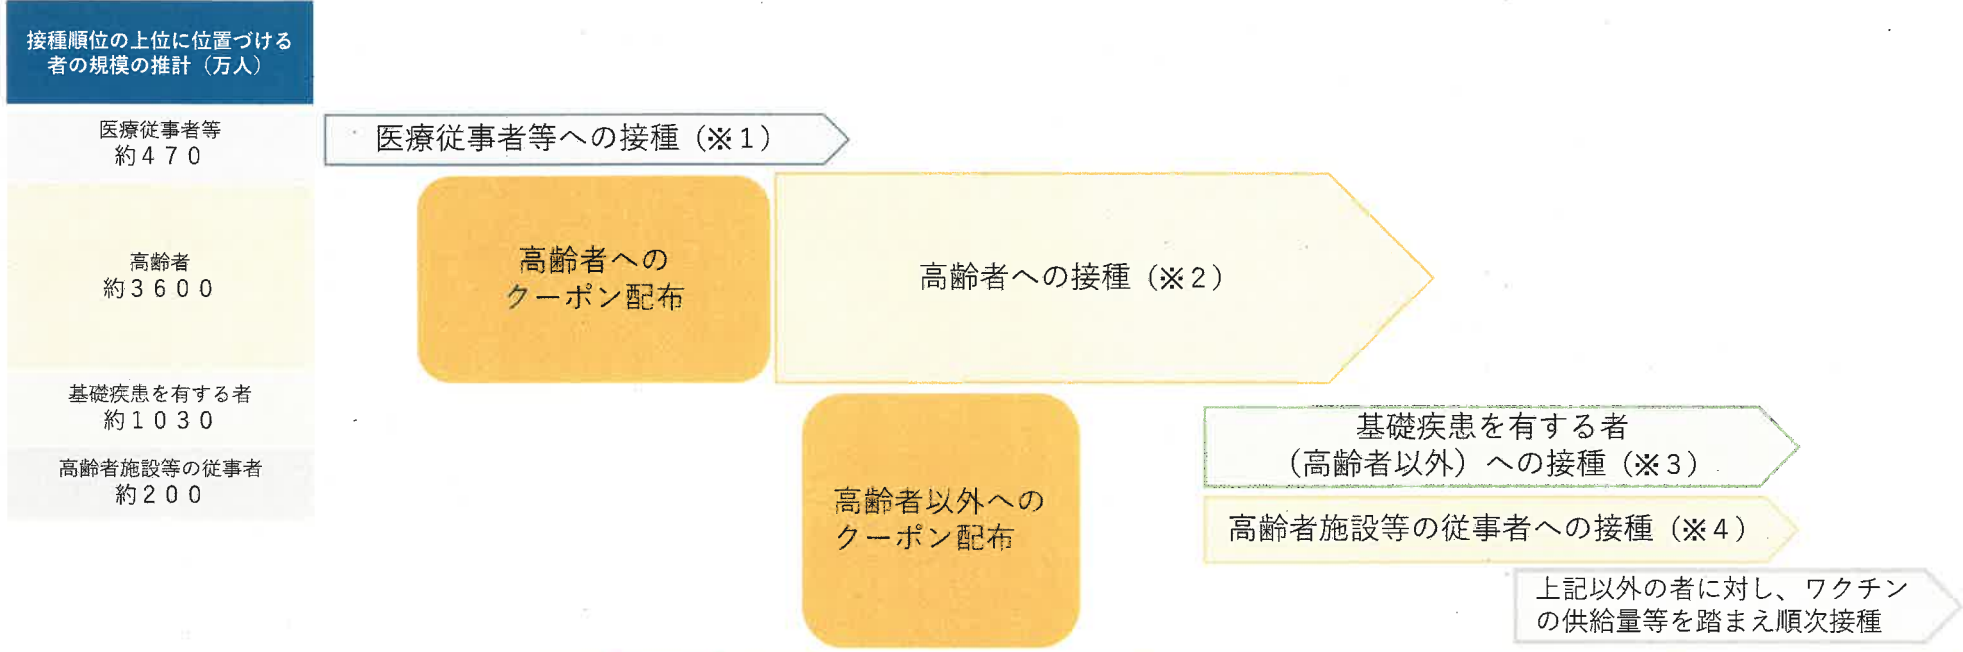 接種順位の上位に位置づける
者の規模の推計（万人）
医療従事者等
約４７０
医療従事者等への接種（※１）
高齢者
約３６００
高齢者への
クーポン配布
高齢者への接種（※２）
基礎疾患を有する者
約１０３０
高齢者施設等の従事者
約２００
高齢者以外への
クーポン配布
基礎疾患を有する者
（高齢者以外）への接種（※３）
高齢者施設等の従事者への接種（※４）
上記以外の者に対し、ワクチン
の供給量等を踏まえ順次接種